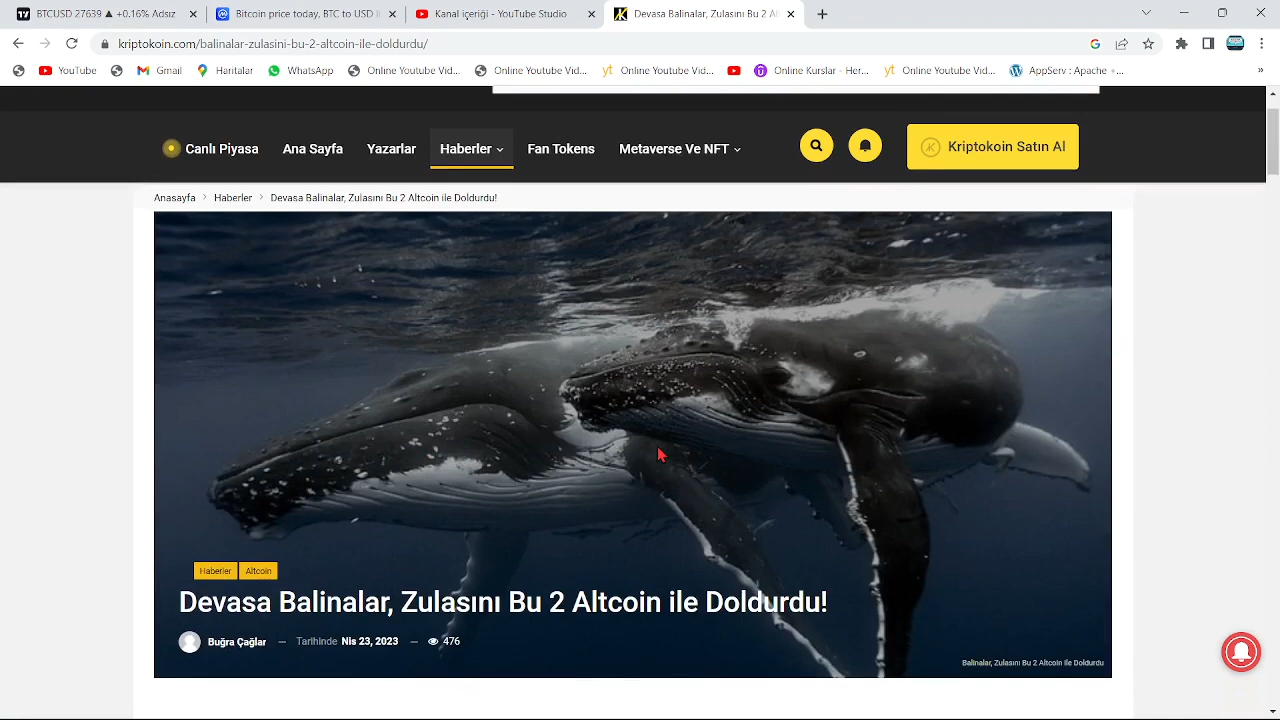 BTCUSD 27639 ▲ +0.16% Adsız
Bitcoin price today, BTC to USD li
Kanal içeriği - YouTube Studio
Devasa Balinalar, Zulasını Bu 2 Al
kriptokoin.com/balinalar-zulasini-bu-2-altcoin-ile-doldurdu/
YouTube
Gmail
Haritalar
WhatsApp
Online Youtube Vid...
Online Youtube Vid...
Online Youtube Vid...
Online Kurslar - Her...
Online Youtube Vid...
AppServ : Apache +...
»
Canlı Piyasa
Ana Sayfa
Yazarlar
Haberler
Fan Tokens
Metaverse Ve NFT
Kriptokoin Satın Al
Anasayfa > Haberler > Devasa Balinalar, Zulasını Bu 2 Altcoin ile Doldurdu!
Haberler Altcoin
Devasa Balinalar, Zulasını Bu 2 Altcoin ile Doldurdu!
Buğra Çağlar — Tarihinde Nis 23, 2023 — 476
Balinalar, Zulasını Bu 2 Altcoin ile Doldurdu